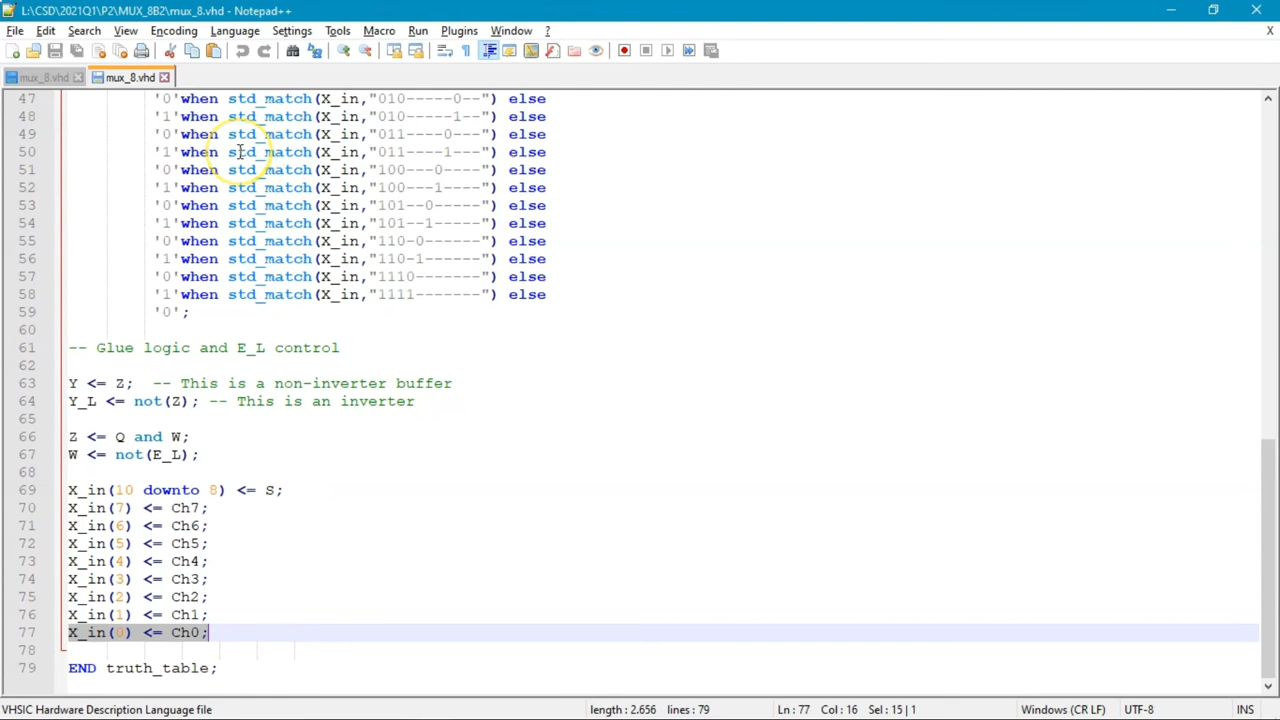 L:\CSD\2021Q1\P2\MUX_8B2\mux_8.vhd - Notepad++
File Edit Search View Encoding Language Settings Tools Macro Run Plugins Window ? X
mux_8.vhd mux_8.vhd
47 '0'when std_match(X_in,"010-----0--") else
48 '1'when std_match(X_in,"010-----1--") else
49 '0'when std_match(X_in,"011----0---") else
50 '1'when std_match(X_in,"011----1---") else
51 '0'when std_match(X_in,"100---0----") else
52 '1'when std_match(X_in,"100---1----") else
53 '0'when std_match(X_in,"101--0-----") else
54 '1'when std_match(X_in,"101--1-----") else
55 '0'when std_match(X_in,"110-0------") else
56 '1'when std_match(X_in,"110-1------") else
57 '0'when std_match(X_in,"1110-------") else
58 '1'when std_match(X_in,"1111-------") else
59 '0';
60
61 -- Glue logic and E_L control
62
63 Y <= Z; -- This is a non-inverter buffer
64 Y_L <= not(Z); -- This is an inverter
65
66 Z <= Q and W;
67 W <= not(E_L);
68
69 X_in(10 downto 8) <= S;
70 X_in(7) <= Ch7;
71 X_in(6) <= Ch6;
72 X_in(5) <= Ch5;
73 X_in(4) <= Ch4;
74 X_in(3) <= Ch3;
75 X_in(2) <= Ch2;
76 X_in(1) <= Ch1;
77 X_in(0) <= Ch0;
78
79 END truth_table;
VHSIC Hardware Description Language file length : 2.656 lines : 79 Ln : 77 Col : 16 Sel : 15 | 1 Windows (CR LF) UTF-8 INS